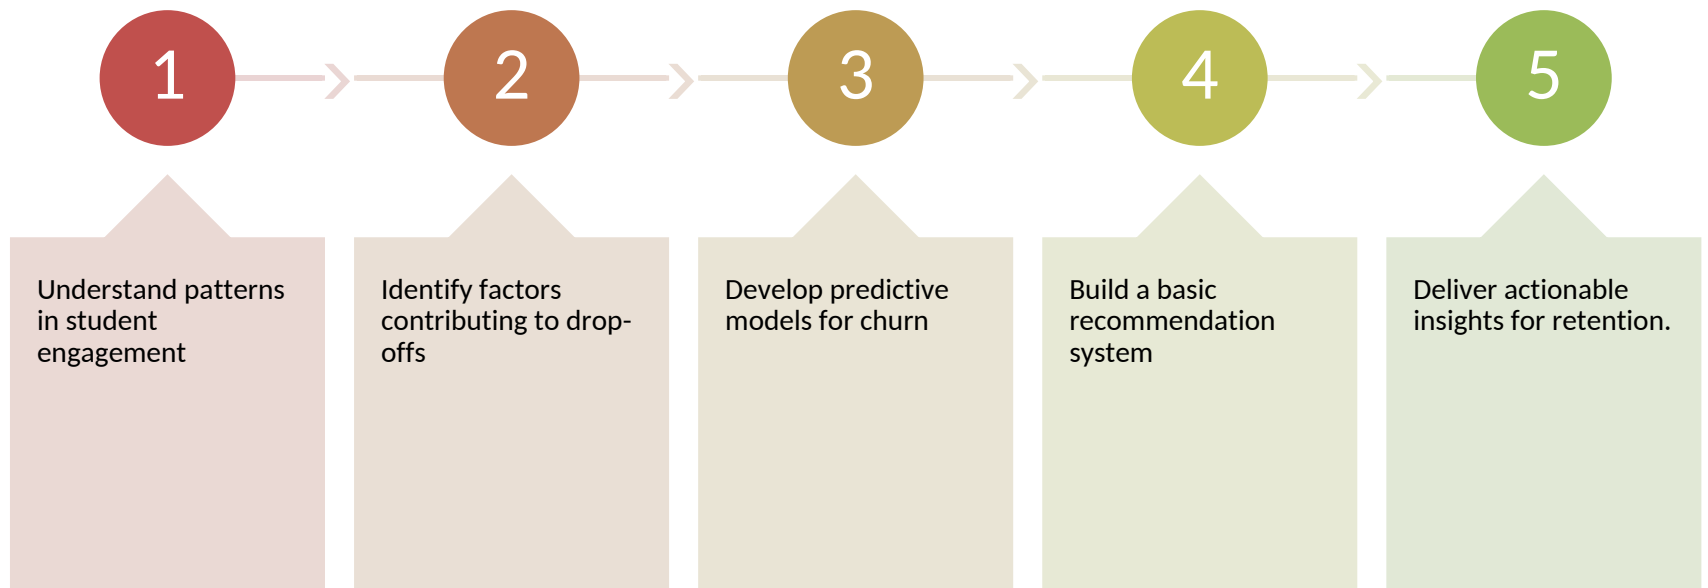 1
Understand patterns
in student
engagement
2
Identify factors
contributing to drop-
offs
3
Develop predictive
models for churn
4
Build a basic
recommendation
system
5
Deliver actionable
insights for retention.